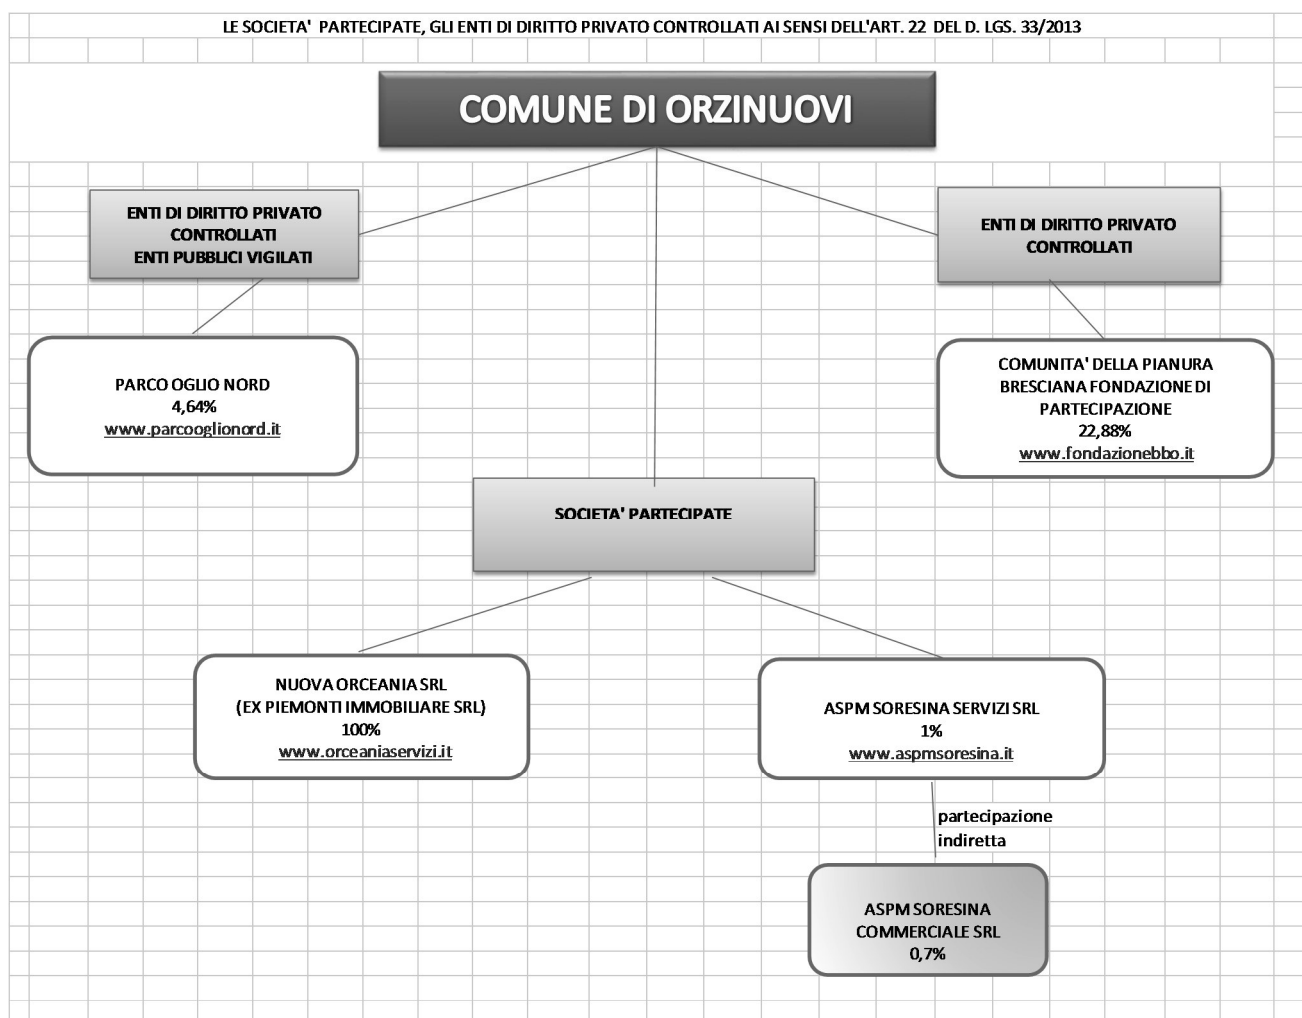 LE SOCIETA' PARTECIPATE, GLI ENTI DI DIRITTO PRIVATO CONTROLLATI AI SENSI DELL'ART. 22 DEL D. LGS. 33/2013
COMUNE DI ORZINUOVI
ENTI DI DIRITTO PRIVATO
CONTROLLATI
ENTI PUBBLICI VIGILATI
ENTI DI DIRITTO PRIVATO
CONTROLLATI
PARCO OGLIO NORD
4,64%
www.parcooglionord.it
COMUNITA' DELLA PIANURA
BRESCIANA FONDAZIONE DI
PARTECIPAZIONE
22,88%
www.fondazionebbo.it
SOCIETA' PARTECIPATE
NUOVA ORCEANIA SRL
(EX PIEMONTI IMMOBILIARE SRL)
100%
www.orceaniaservizi.it
ASPM SORESINA SERVIZI SRL
1%
www.aspmsoresina.it
partecipazione
indiretta
ASPM SORESINA
COMMERCIALE SRL
0,7%